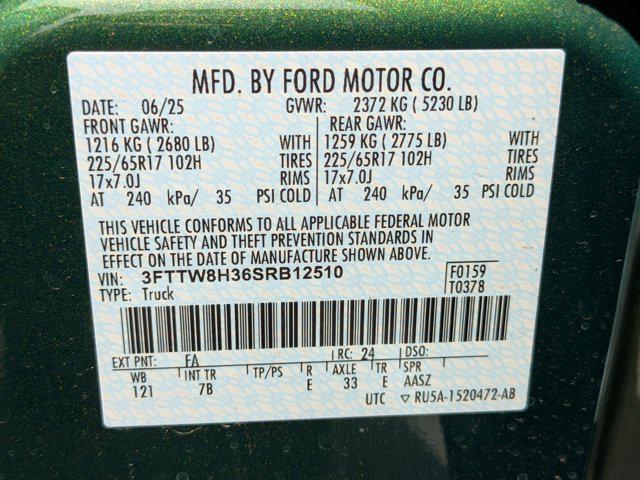 MFD. BY FORD MOTOR CO.
DATE: 06/25 GVWR: 2372 KG (5230 LB)
FRONT GAWR: REAR GAWR:
1216 KG (2680 LB) WITH 1259 KG (2775 LB) WITH
225/65R17 102H TIRES 225/65R17 102H TIRES
17x7.0J RIMS 17x7.0J RIMS
AT 240 kPa/ 35 PSI COLD AT 240 kPa/ 35 PSI COLD
THIS VEHICLE CONFORMS TO ALL APPLICABLE FEDERAL MOTOR
VEHICLE SAFETY AND THEFT PREVENTION STANDARDS IN
EFFECT ON THE DATE OF MANUFACTURE SHOWN ABOVE.
VIN: 3FTTW8H36SRB12510 F0159
TYPE: Truck T0378
EXT PNT: FA RC: 24 DSO:
WB INT TR TP/PS R AXLE TR SPR
121 7B E 33 E AASZ
UTC ▽ RU5A-1520472-AB